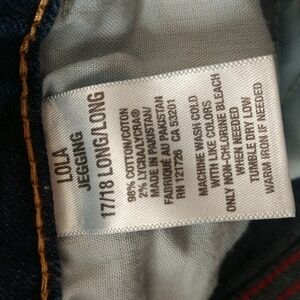 LOLA
JEGGING
17/18 LONG/LONG
98% COTTON/COTON
2% LYCRA/LYCRA®
MADE IN PAKISTAN/
FABRIQUÉ AU PAKISTAN
RN 121726 CA 53201
MACHINE WASH COLD
WITH LIKE COLORS
ONLY NON-CHLORINE BLEACH
WHEN NEEDED
TUMBLE DRY LOW
WARM IRON IF NEEDED